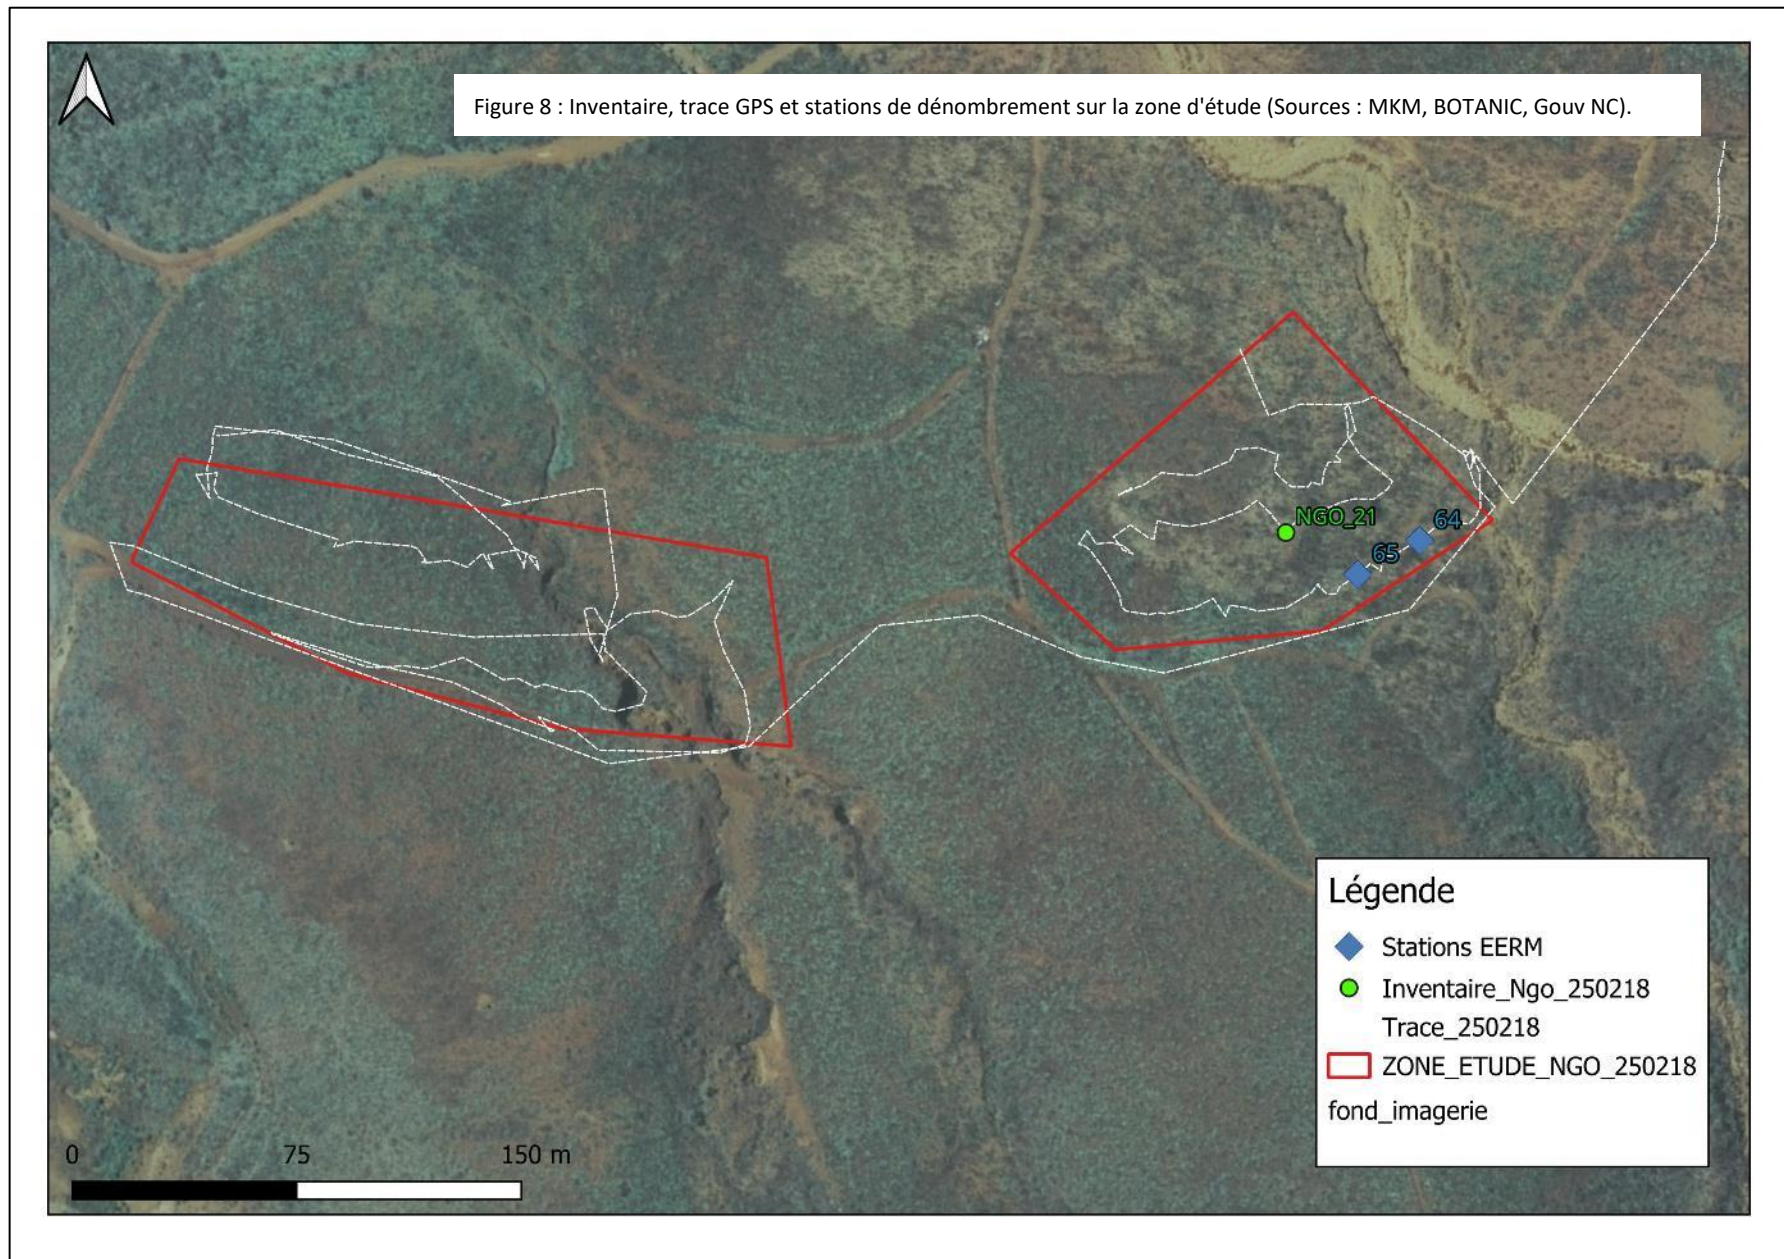 Figure 8 : Inventaire, trace GPS et stations de dénombrement sur la zone d'étude (Sources : MKM, BOTANIC, Gouv NC).
NGO_21
64
65
Légende
Stations EERM
Inventaire_Ngo_250218
Trace_250218
ZONE_ETUDE_NGO_250218
fond_imagerie
0 75 150 m